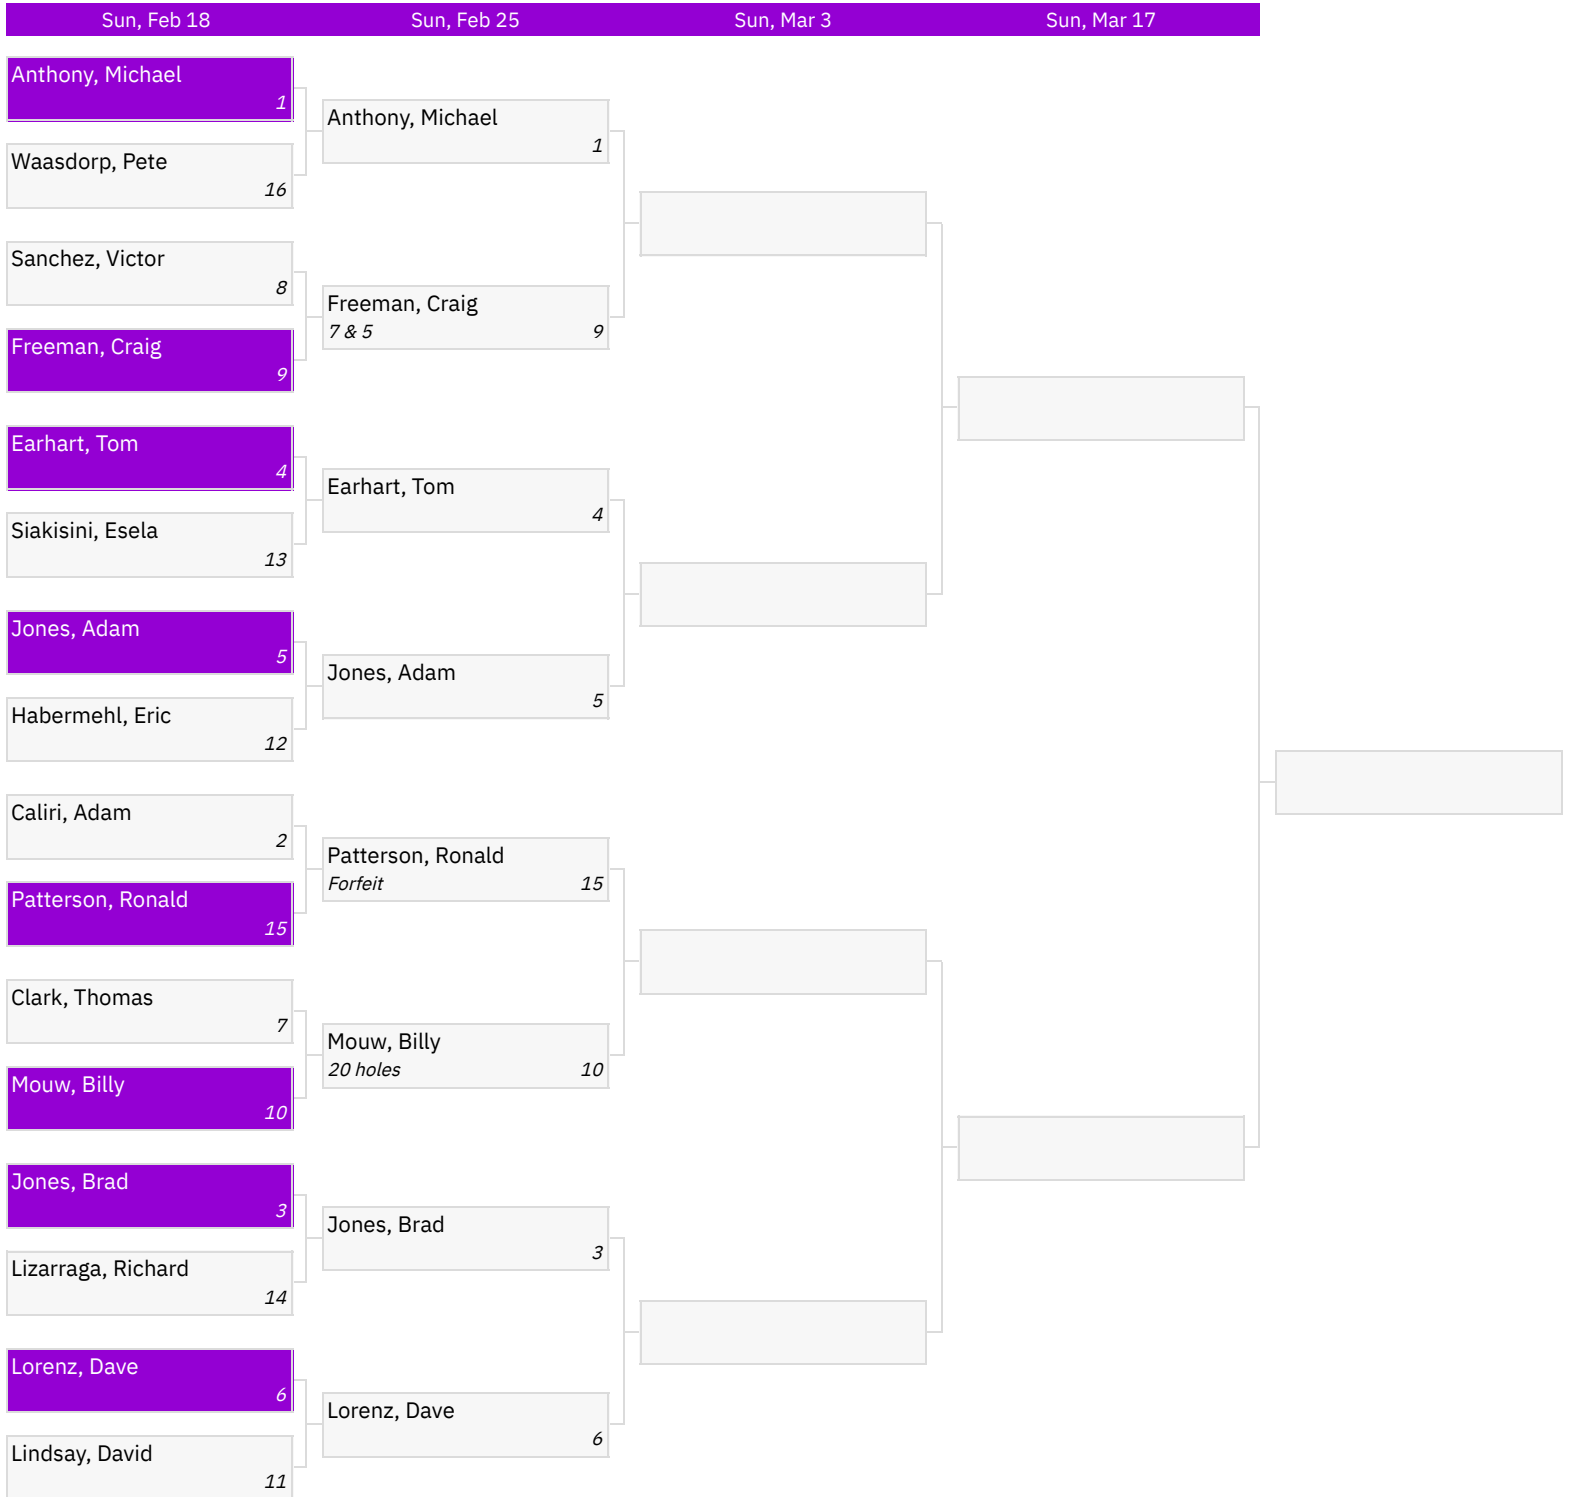 Sun, Feb 18
Sun, Feb 25
Sun, Mar 3
Sun, Mar 17
Anthony, Michael
1
Waasdorp, Pete
16
Sanchez, Victor
8
Freeman, Craig
9
Earhart, Tom
4
Siakisini, Esela
13
Jones, Adam
5
Habermehl, Eric
12
Caliri, Adam
2
Patterson, Ronald
15
Clark, Thomas
7
Mouw, Billy
10
Jones, Brad
3
Lizarraga, Richard
14
Lorenz, Dave
6
Lindsay, David
11
Anthony, Michael
1
Freeman, Craig
7 & 5 9
Earhart, Tom
4
Jones, Adam
5
Patterson, Ronald
Forfeit 15
Mouw, Billy
20 holes 10
Jones, Brad
3
Lorenz, Dave
6